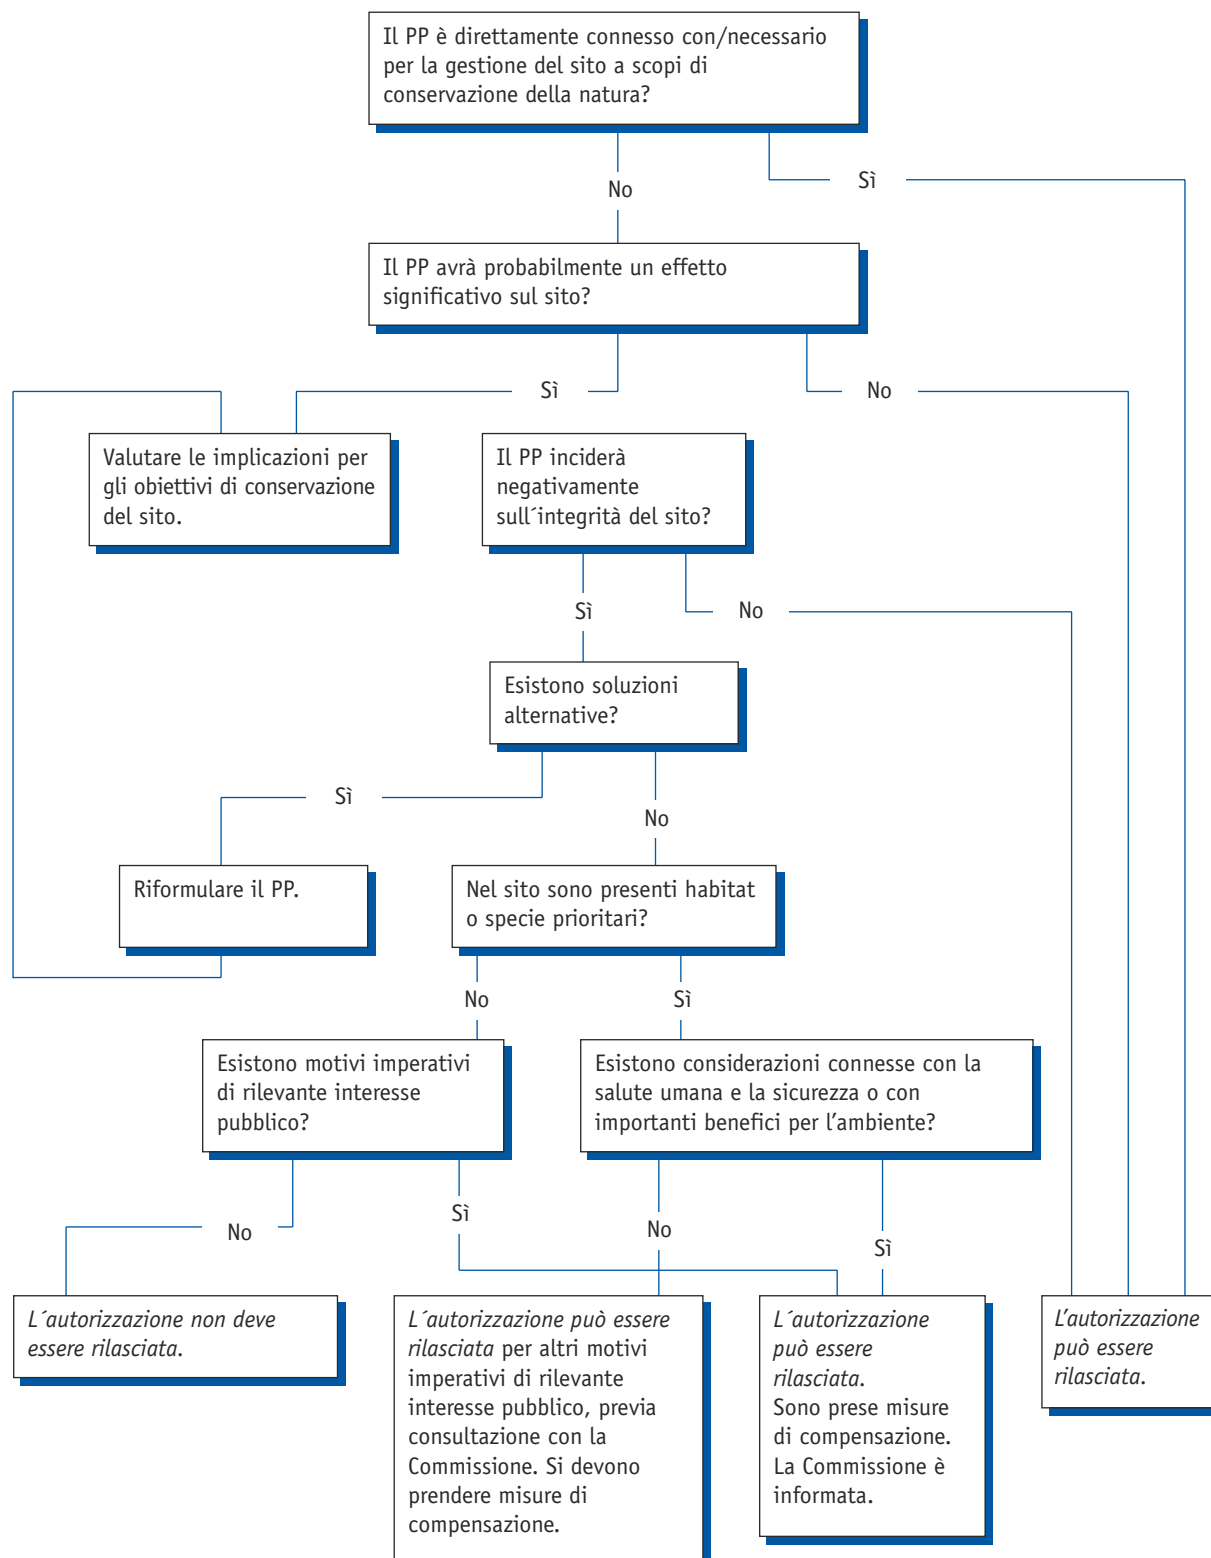 Il PP è direttamente connesso con/necessario
per la gestione del sito a scopi di
conservazione della natura?
Sì
No
Il PP avrà probabilmente un effetto
significativo sul sito?
Sì
No
Valutare le implicazioni per
gli obiettivi di conservazione
del sito.
Il PP inciderà
negativamente
sull´integrità del sito?
Sì
No
Esistono soluzioni
alternative?
Sì
No
Riformulare il PP.
Nel sito sono presenti habitat
o specie prioritari?
No
Sì
Esistono motivi imperativi
di rilevante interesse
pubblico?
Esistono considerazioni connesse con la
salute umana e la sicurezza o con
importanti benefici per l'ambiente?
No
Sì
No
Sì
L´autorizzazione non deve
essere rilasciata.
L´autorizzazione può essere
rilasciata per altri motivi
imperativi di rilevante
interesse pubblico, previa
consultazione con la
Commissione. Si devono
prendere misure di
compensazione.
L´autorizzazione
può essere
rilasciata.
Sono prese misure
di compensazione.
La Commissione è
informata.
L'autorizzazione
può essere
rilasciata.